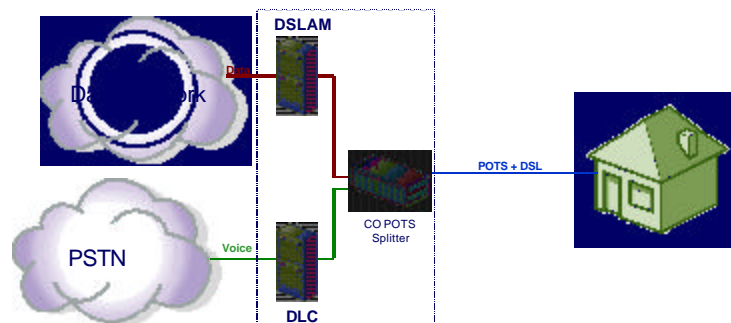 DSLAM
Data
PSTN
Voice
POTS + DSL
CO POTS
Splitter
DLC